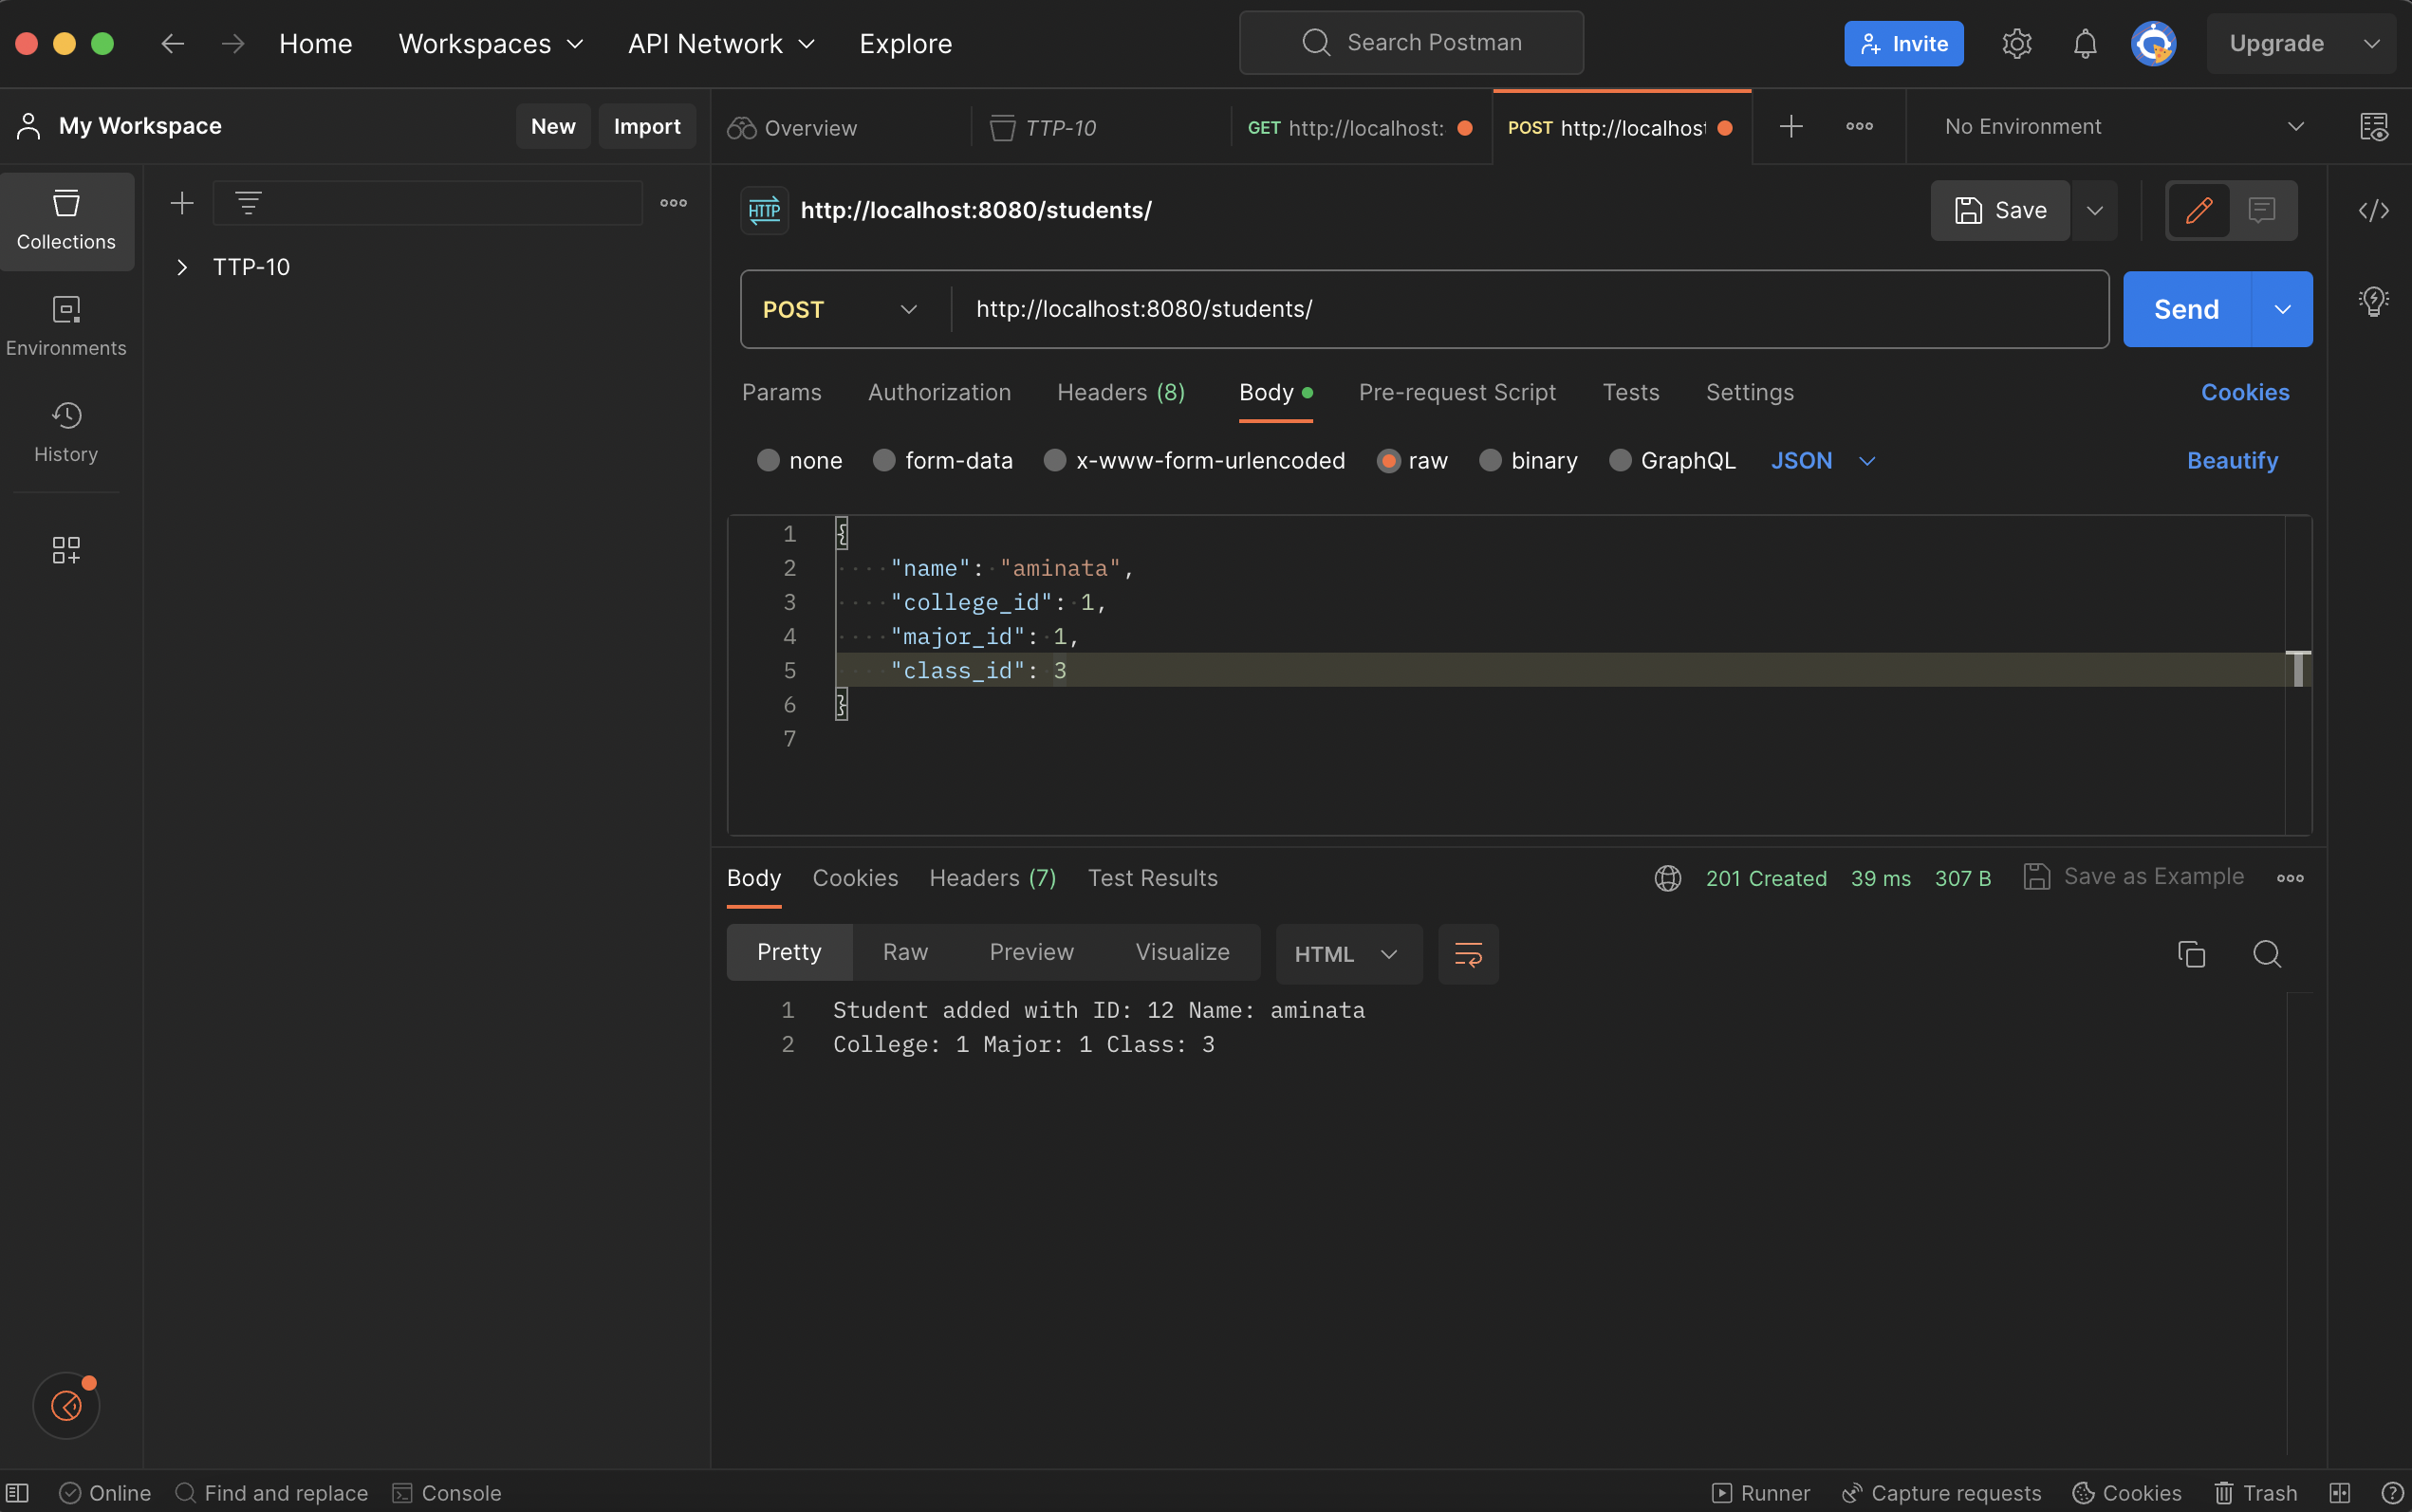 Home Workspaces API Network Explore Search Postman Invite Upgrade
My Workspace New Import Overview TTP-10 GET http://localhost: POST http://localhost No Environment
Collections
Environments
History
TTP-10
HTTP http://localhost:8080/students/ Save
POST http://localhost:8080/students/ Send
Params Authorization Headers (8) Body Pre-request Script Tests Settings Cookies
none form-data x-www-form-urlencoded raw binary GraphQL JSON Beautify
1 {
2 "name": "aminata",
3 "college_id": 1,
4 "major_id": 1,
5 "class_id": 3
6 }
7
Body Cookies Headers (7) Test Results 201 Created 39 ms 307 B Save as Example
Pretty Raw Preview Visualize HTML
1 Student added with ID: 12 Name: aminata
2 College: 1 Major: 1 Class: 3
Online Find and replace Console Runner Capture requests Cookies Trash